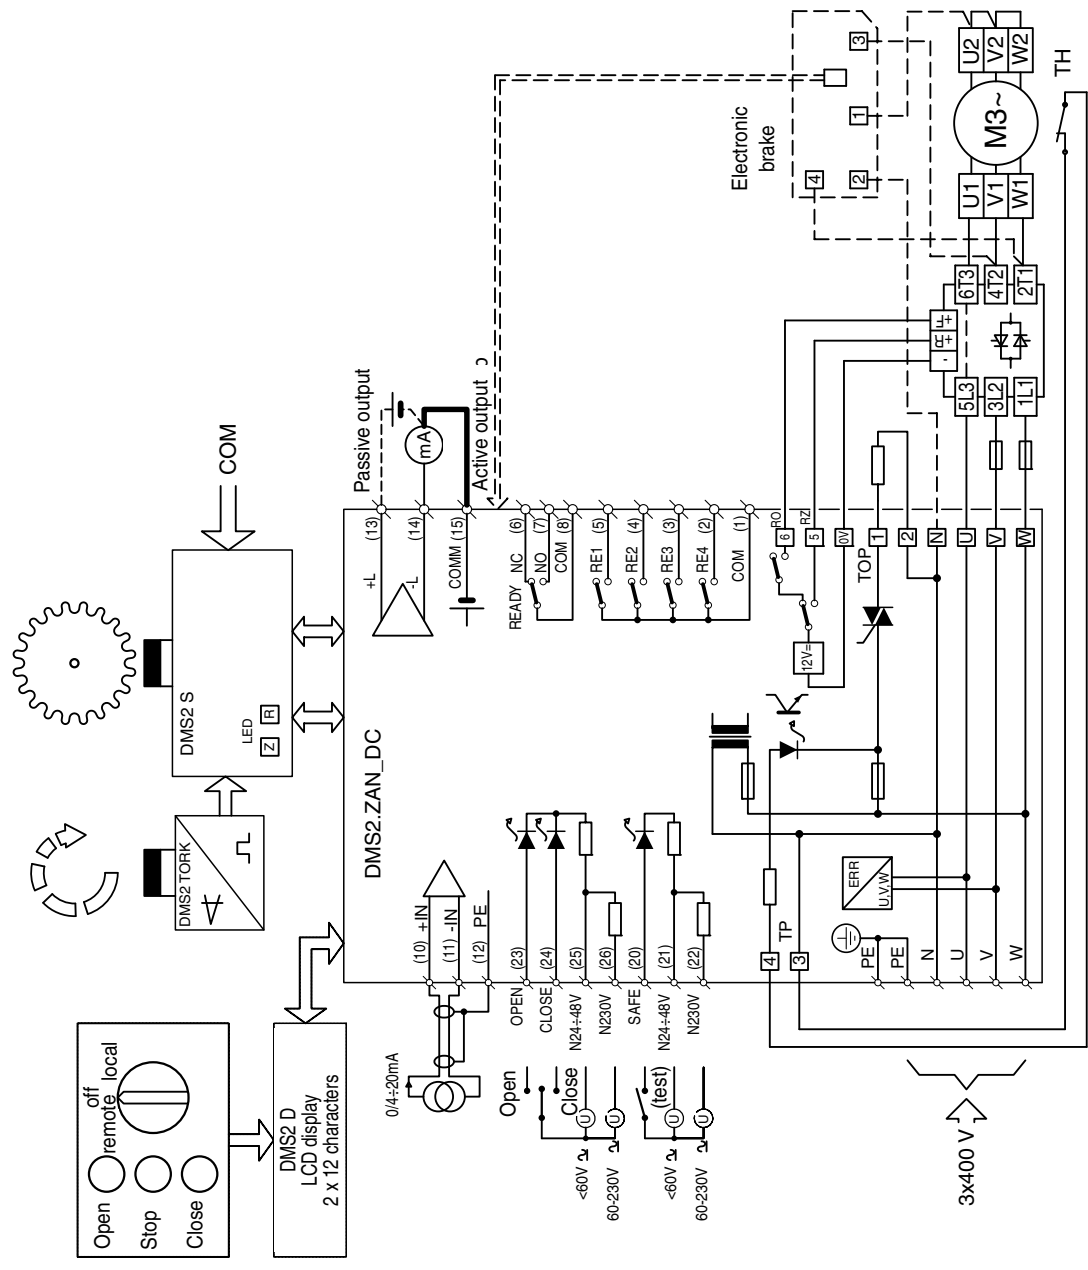 Open
Stop
Close
off
remote
local
DMS2 D
LCD display
2 x 12 characters
DMS2 TORK
DMS2 S
LED
Z
R
COM
DMS2.ZAN_DC
(10) +IN
(11) -IN
(12) PE
0/4÷20mA
(23)
OPEN
(24)
CLOSE
(25)
N24÷48V
(26)
N230V
(20)
SAFE
(21)
N24÷48V
(22)
N230V
Open
Close
U
U
<60V
60-230V
(test)
U
U
<60V
60-230V
Passive output
Active output
mA
(13)
+L
(14)
-L
COMM (15)
READY
NC (6)
NO (7)
COM (8)
RE1 (5)
RE2 (4)
RE3 (3)
RE4 (2)
COM (1)
RO
6
RZ
5
0V
12V=
TOP
1
2
N
U
V
W
TP
4
3
ERR
U,V,W
PE
PE
N
U
V
W
3x400 V
Electronic
brake
3
1
4
2
+F
+R
-
6T3
4T2
2T1
5L3
3L2
1L1
U1
V1
W1
M3~
U2
V2
W2
TH